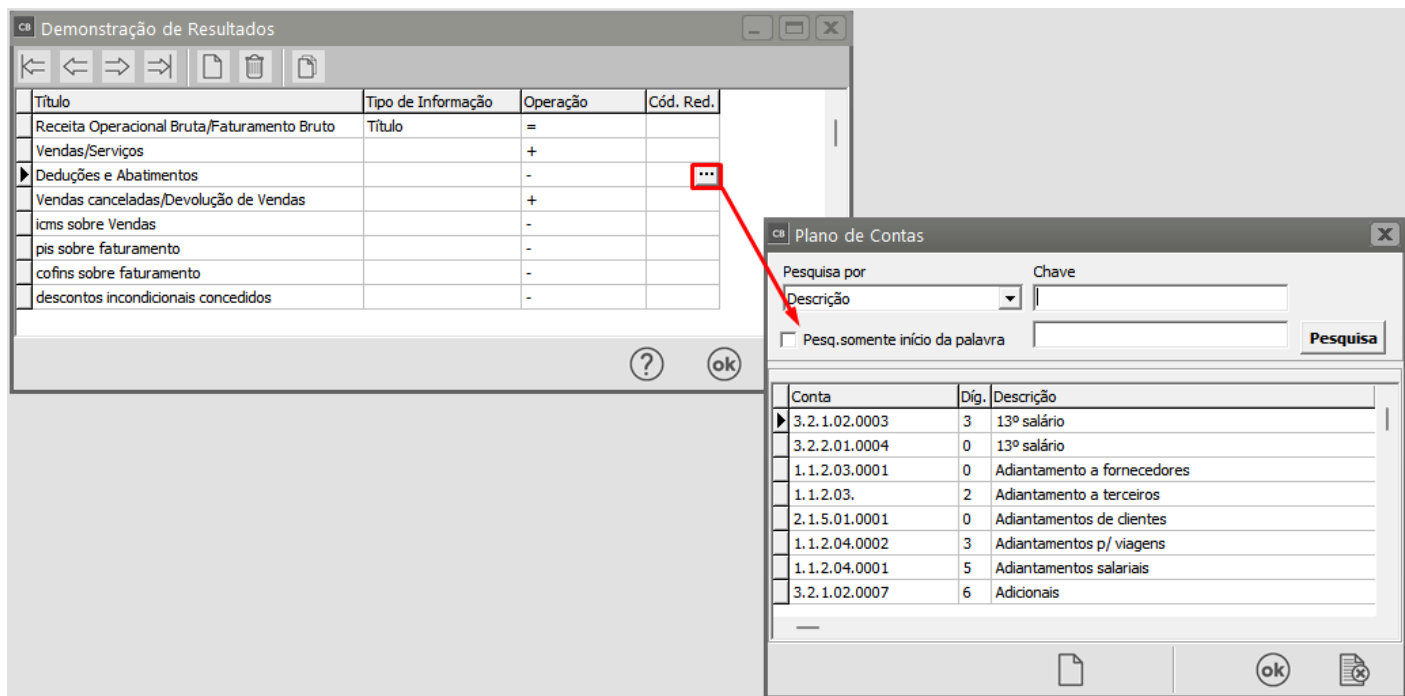 CB Demonstração de Resultados
Título Tipo de Informação Operação Cód. Red.
Receita Operacional Bruta/Faturamento Bruto Título =
Vendas/Serviços +
Deduções e Abatimentos - ...
Vendas canceladas/Devolução de Vendas +
icms sobre Vendas -
pis sobre faturamento -
cofins sobre faturamento -
descontos incondicionais concedidos -
? ok
CB Plano de Contas
Pesquisa por Chave
Descrição
Pesq.somente início da palavra Pesquisa
Conta Díg. Descrição
3.2.1.02.0003 3 13º salário
3.2.2.01.0004 0 13º salário
1.1.2.03.0001 0 Adiantamento a fornecedores
1.1.2.03. 2 Adiantamento a terceiros
2.1.5.01.0001 0 Adiantamentos de clientes
1.1.2.04.0002 3 Adiantamentos p/ viagens
1.1.2.04.0001 5 Adiantamentos salariais
3.2.1.02.0007 6 Adicionais
ok